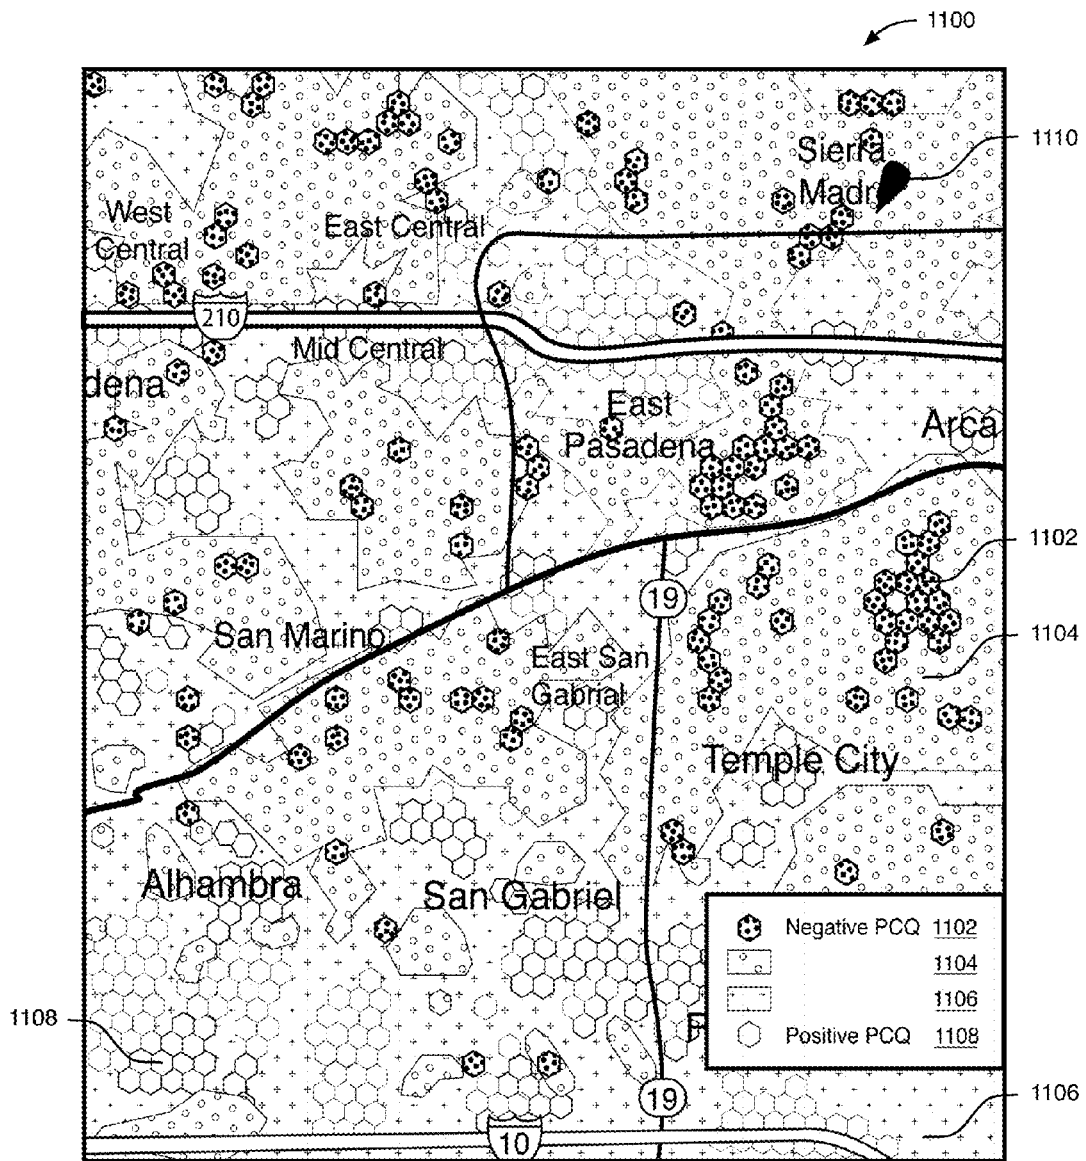 1100
1110
Sierra
Madr
West
Central
East Central
210
Mid Central
dena
East
Pasadena
Arca
1102
19
1104
San Marino
East San
Gabrial
Temple City
Alhambra
San Gabriel
Negative PCQ 1102
1104
1106
Positive PCQ 1108
1108
19
1106
10